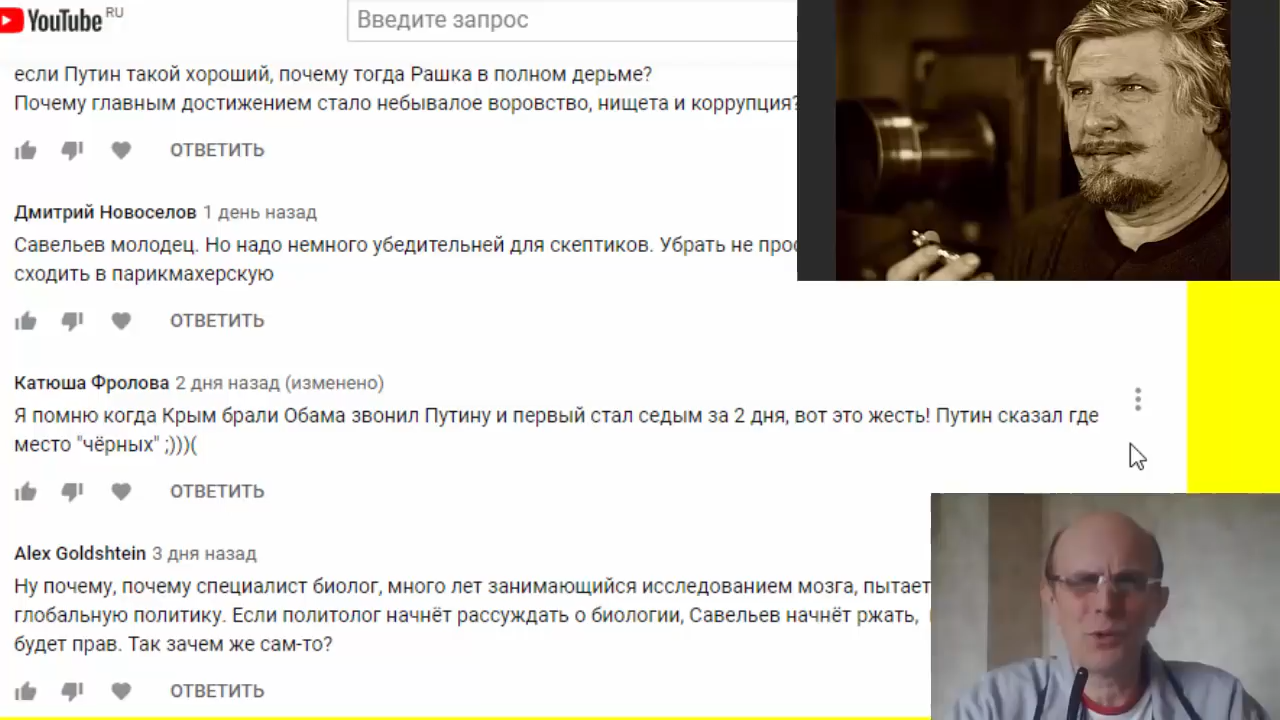 YouTube RU
Введите запрос
если Путин такой хороший, почему тогда Рашка в полном дерьме?
Почему главным достижением стало небывалое воровство, нищета и коррупция?
ОТВЕТИТЬ
Дмитрий Новоселов 1 день назад
Савельев молодец. Но надо немного убедительней для скептиков. Убрать не
сходить в парикмахерскую
ОТВЕТИТЬ
Катюша Фролова 2 дня назад (изменено)
Я помню когда Крым брали Обама звонил Путину и первый стал седым за 2 дня, вот это жесть! Путин сказал где
место "чёрных" ;)))(
ОТВЕТИТЬ
Alex Goldshtein 3 дня назад
Ну почему, почему специалист биолог, много лет занимающийся исследованием мозга,
глобальную политику. Если политолог начнёт рассуждать о биологии, Савельев начнёт ржать,
будет прав. Так зачем же сам-то?
ОТВЕТИТЬ